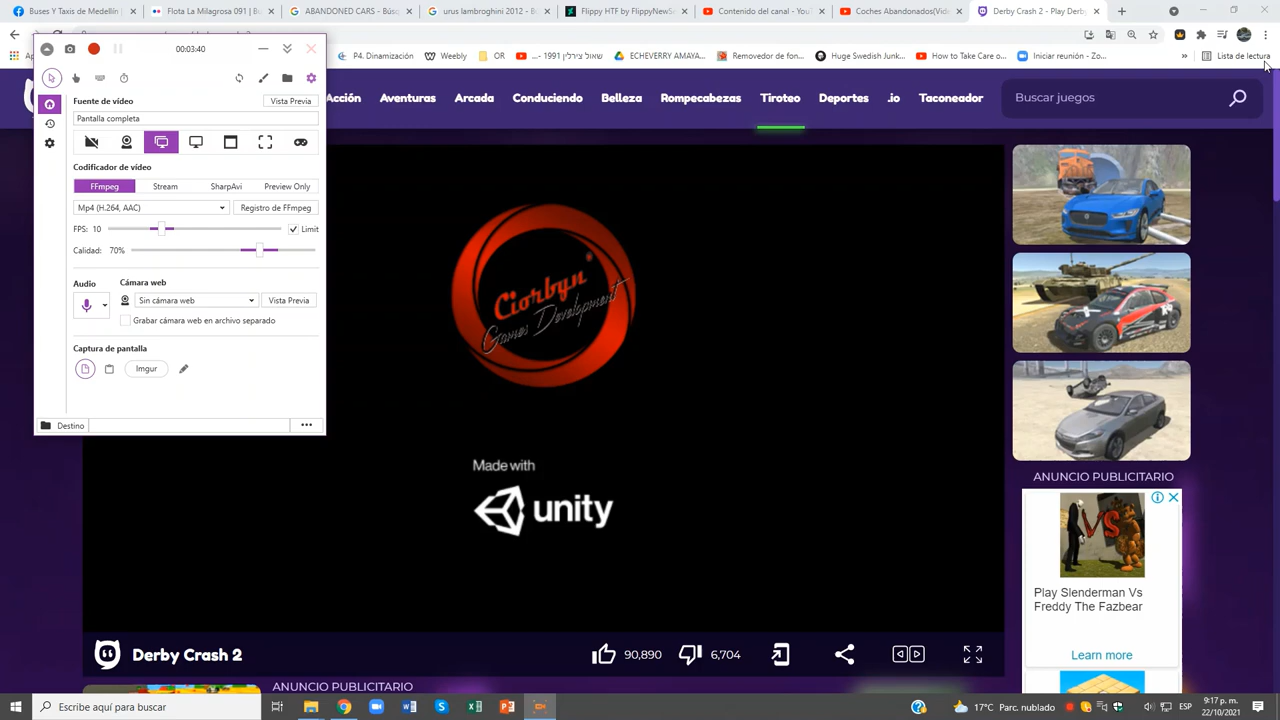 Buses Y Taxis de Medel
Flota La Milagrosa 091 | Bu
ABANDONED CARS - Búsq
urus lamborghini 2012 - B
Flippy HTF by FlippyNewS
Contenido del canal - You
Coches Abandonados(Vide
Derby Crash 2 - Play Derby
00:03:40
P4. Dinamización
Weebly
OR
שאול צירלין 1991 -...
ECHEVERRY AMAYA...
Removedor de fon...
Huge Swedish Junk...
How to Take Care o...
Iniciar reunión - Zo...
»
Lista de lectura
Acción
Aventuras
Arcada
Conduciendo
Belleza
Rompecabezas
Tiroteo
Deportes
.io
Taconeador
Buscar juegos
Fuente de vídeo
Vista Previa
Pantalla completa
Codificador de vídeo
FFmpeg
Stream
SharpAvi
Preview Only
Mp4 (H.264, AAC)
Registro de FFmpeg
FPS: 10
Limit
Calidad: 70%
Audio
Cámara web
Sin cámara web
Vista Previa
Grabar cámara web en archivo separado
Captura de pantalla
Imgur
Destino
...
Ciorbyn
Games Development
Made with
unity
ANUNCIO PUBLICITARIO
VS
Play Slenderman Vs
Freddy The Fazbear
Learn more
Derby Crash 2
90,890
6,704
ANUNCIO PUBLICITARIO
Escribe aquí para buscar
17°C Parc. nublado
ESP
9:17 p. m.
22/10/2021